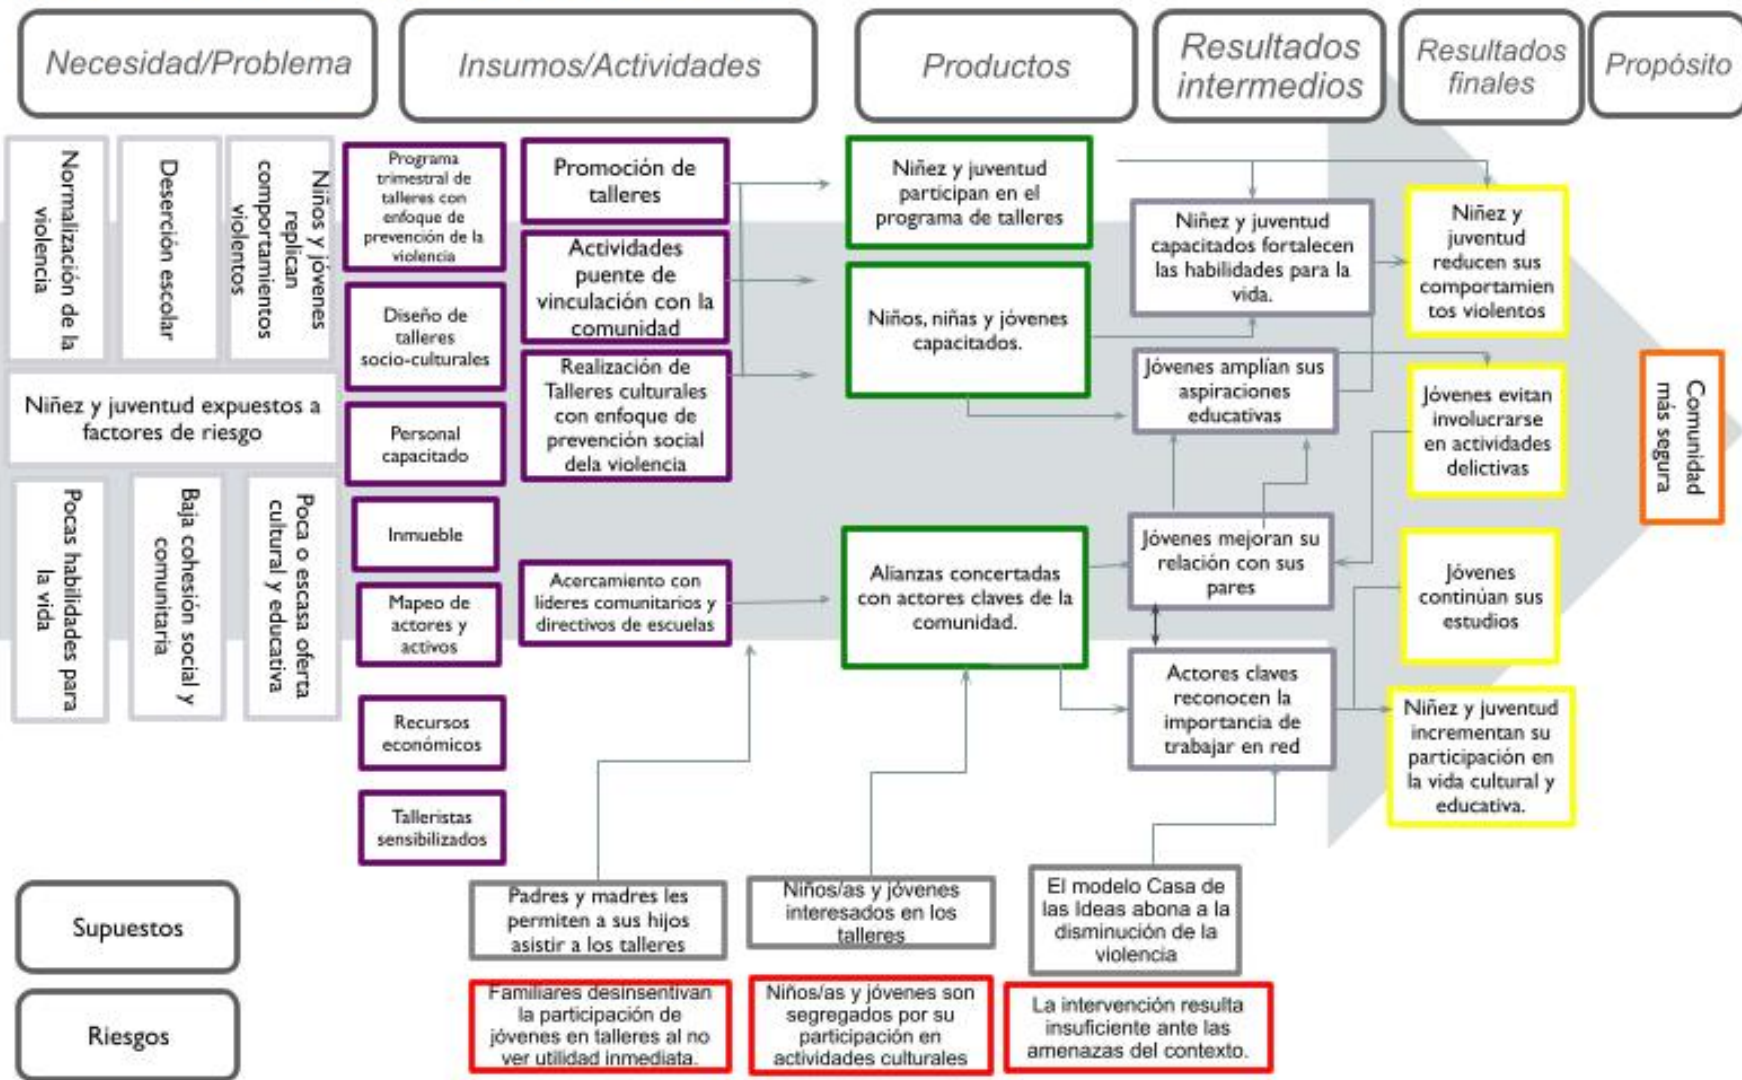 Necesidad/Problema
Insumos/Actividades
Productos
Resultados
intermedios
Resultados
finales
Propósito
Normalización de la
violencia
Deserción escolar
Niños y jóvenes
replican
comportamientos
violentos
Niñez y juventud expuestos a
factores de riesgo
Pocas habilidades para
la vida
Baja cohesión social y
comunitaria
Poca o escasa oferta
cultural y educativa
Programa
trimestral de
talleres con
enfoque de
prevención de la
violencia
Diseño de
talleres
socio-culturales
Personal
capacitado
Inmueble
Mapeo de
actores y
activos
Recursos
económicos
Talleristas
sensibilizados
Promoción de
talleres
Actividades
puente de
vinculación con la
comunidad
Realización de
Talleres culturales
con enfoque de
prevención social
dela violencia
Acercamiento con
líderes comunitarios y
directivos de escuelas
Niñez y juventud
participan en el
programa de talleres
Niños, niñas y jóvenes
capacitados.
Alianzas concertadas
con actores claves de la
comunidad.
Niñez y juventud
capacitados fortalecen
las habilidades para la
vida.
Jóvenes amplían sus
aspiraciones
educativas
Jóvenes mejoran su
relación con sus
pares
Actores claves
reconocen la
importancia de
trabajar en red
Niñez y
juventud
reducen sus
comportamien
tos violentos
Jóvenes evitan
involucrarse
en actividades
delictivas
Jóvenes
continúan sus
estudios
Niñez y juventud
incrementan su
participación en
la vida cultural y
educativa.
Comunidad
más segura
Supuestos
Padres y madres les
permiten a sus hijos
asistir a los talleres
Niños/as y jóvenes
interesados en los
talleres
El modelo Casa de
las Ideas abona a la
disminución de la
violencia
Riesgos
Familiares desinsentivan
la participación de
jóvenes en talleres al no
ver utilidad inmediata.
Niños/as y jóvenes son
segregados por su
participación en
actividades culturales
La intervención resulta
insuficiente ante las
amenazas del contexto.